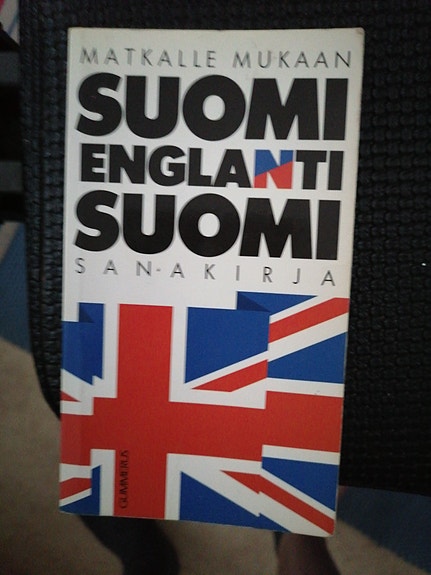 MATKALLE MUKAAN
SUOMI
ENGLANTI
SUOMI
SAN-AKIRJA
GUMMERUS